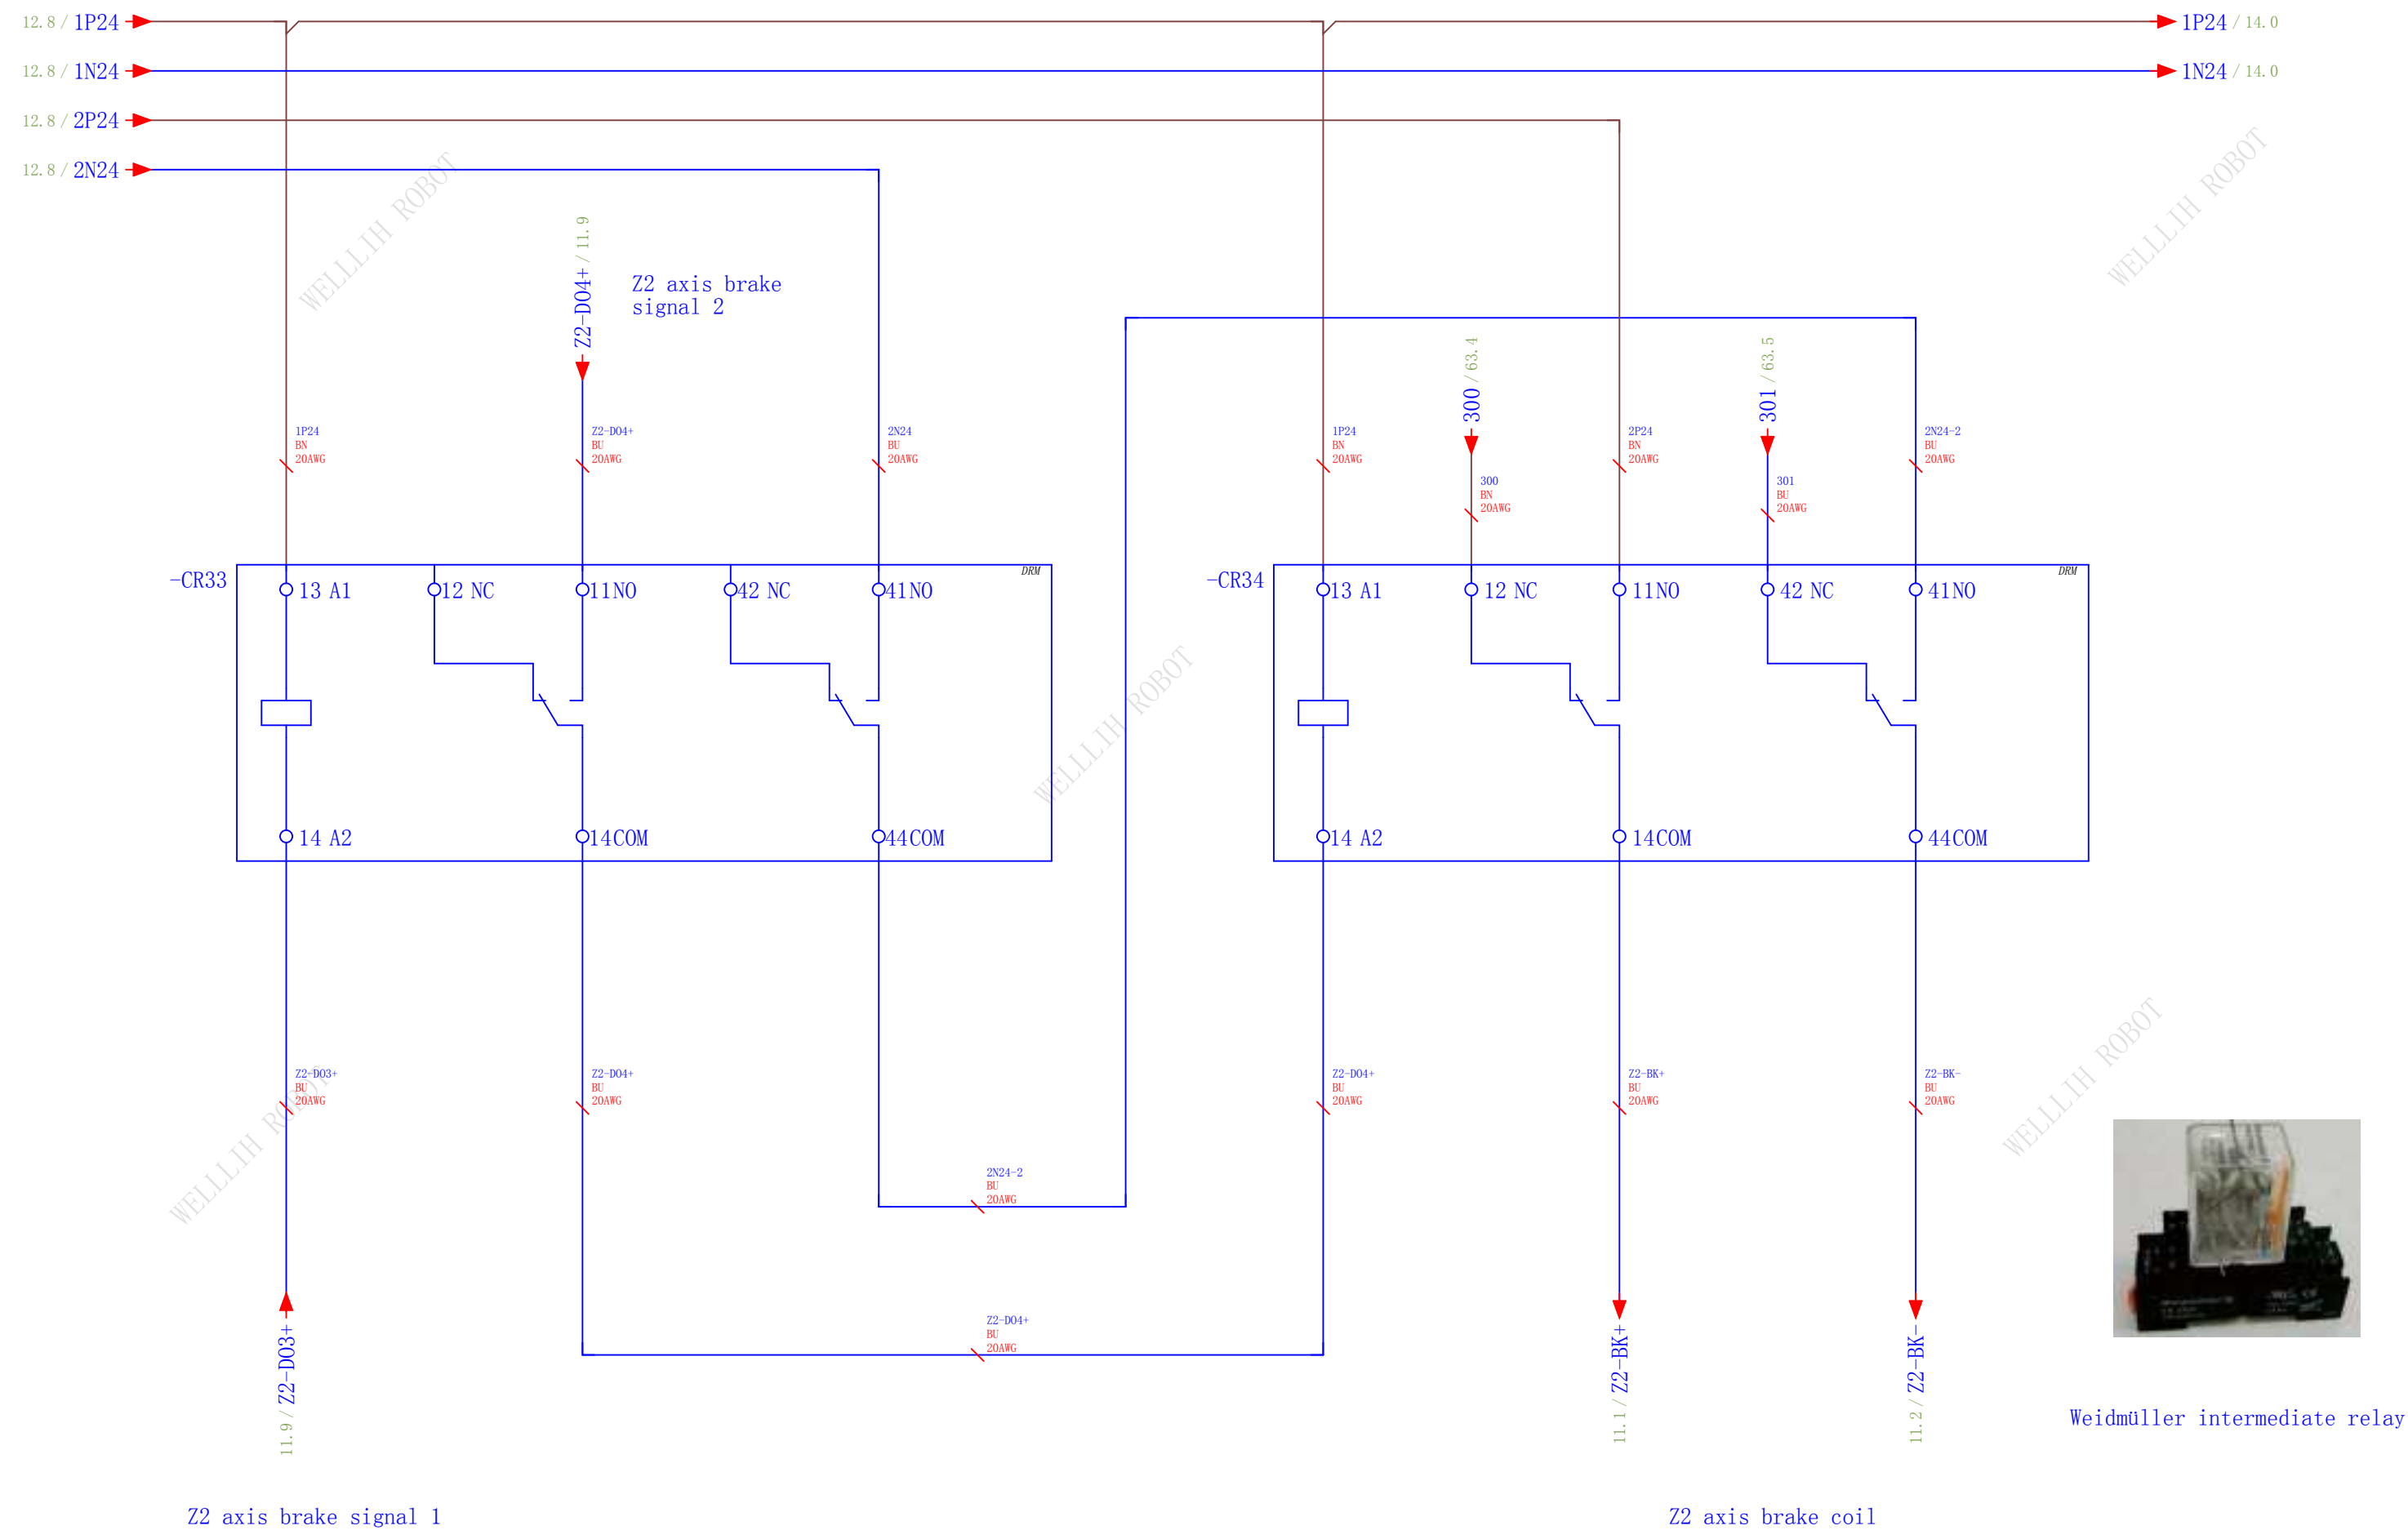 12.8 / 1P24
1P24 / 14.0
12.8 / 1N24
1N24 / 14.0
12.8 / 2P24
12.8 / 2N24
WELLLIH ROBOT
WELLLIH ROBOT
Z2-DO4+ / 11.9
Z2 axis brake
signal 2
300 / 63.4
301 / 63.5
1P24
BN
20AWG
Z2-DO4+
BU
20AWG
2N24
BU
20AWG
1P24
BN
20AWG
300
BN
20AWG
2P24
BN
20AWG
301
BU
20AWG
2N24-2
BU
20AWG
-CR33
DRM
13 A1
12 NC
11NO
42 NC
41NO
-CR34
DRM
13 A1
12 NC
11NO
42 NC
41NO
WELLLIH ROBOT
14 A2
14COM
44COM
14 A2
14COM
44COM
WELLLIH ROBOT
WELLLIH ROBOT
Z2-DO3+
BU
20AWG
Z2-DO4+
BU
20AWG
Z2-DO4+
BU
20AWG
Z2-BK+
BU
20AWG
Z2-BK-
BU
20AWG
2N24-2
BU
20AWG
Z2-DO4+
BU
20AWG
11.9 / Z2-DO3+
11.1 / Z2-BK+
11.2 / Z2-BK-
Weidmüller intermediate relay
Z2 axis brake signal 1
Z2 axis brake coil